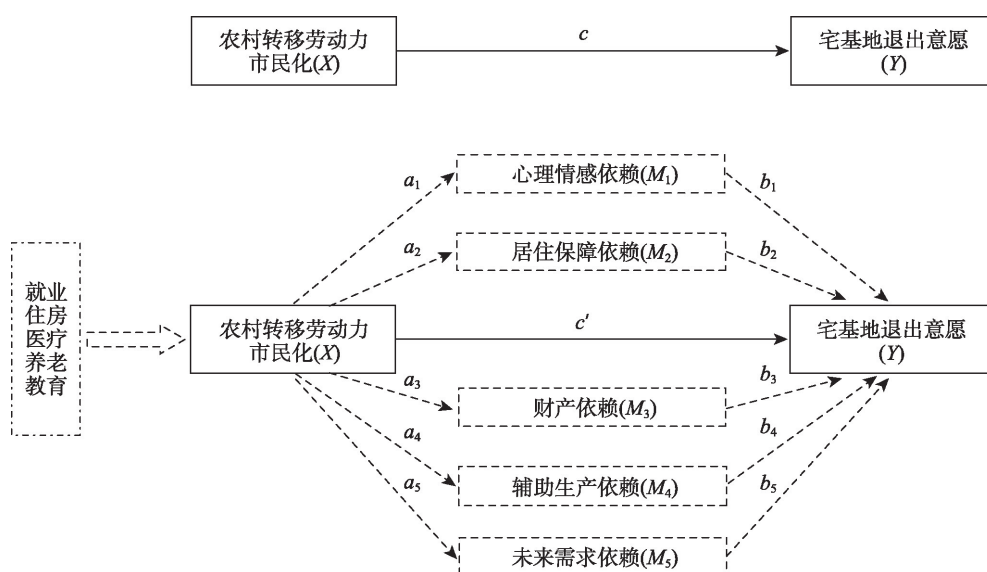 农村转移劳动力
市民化(X)
c
宅基地退出意愿
(Y)
心理情感依赖(M₁)
a₁
b₁
居住保障依赖(M₂)
a₂
b₂
就业
住房
医疗
养老
教育
农村转移劳动力
市民化(X)
c′
宅基地退出意愿
(Y)
a₃
财产依赖(M₃)
b₃
a₄
辅助生产依赖(M₄)
b₄
a₅
未来需求依赖(M₅)
b₅